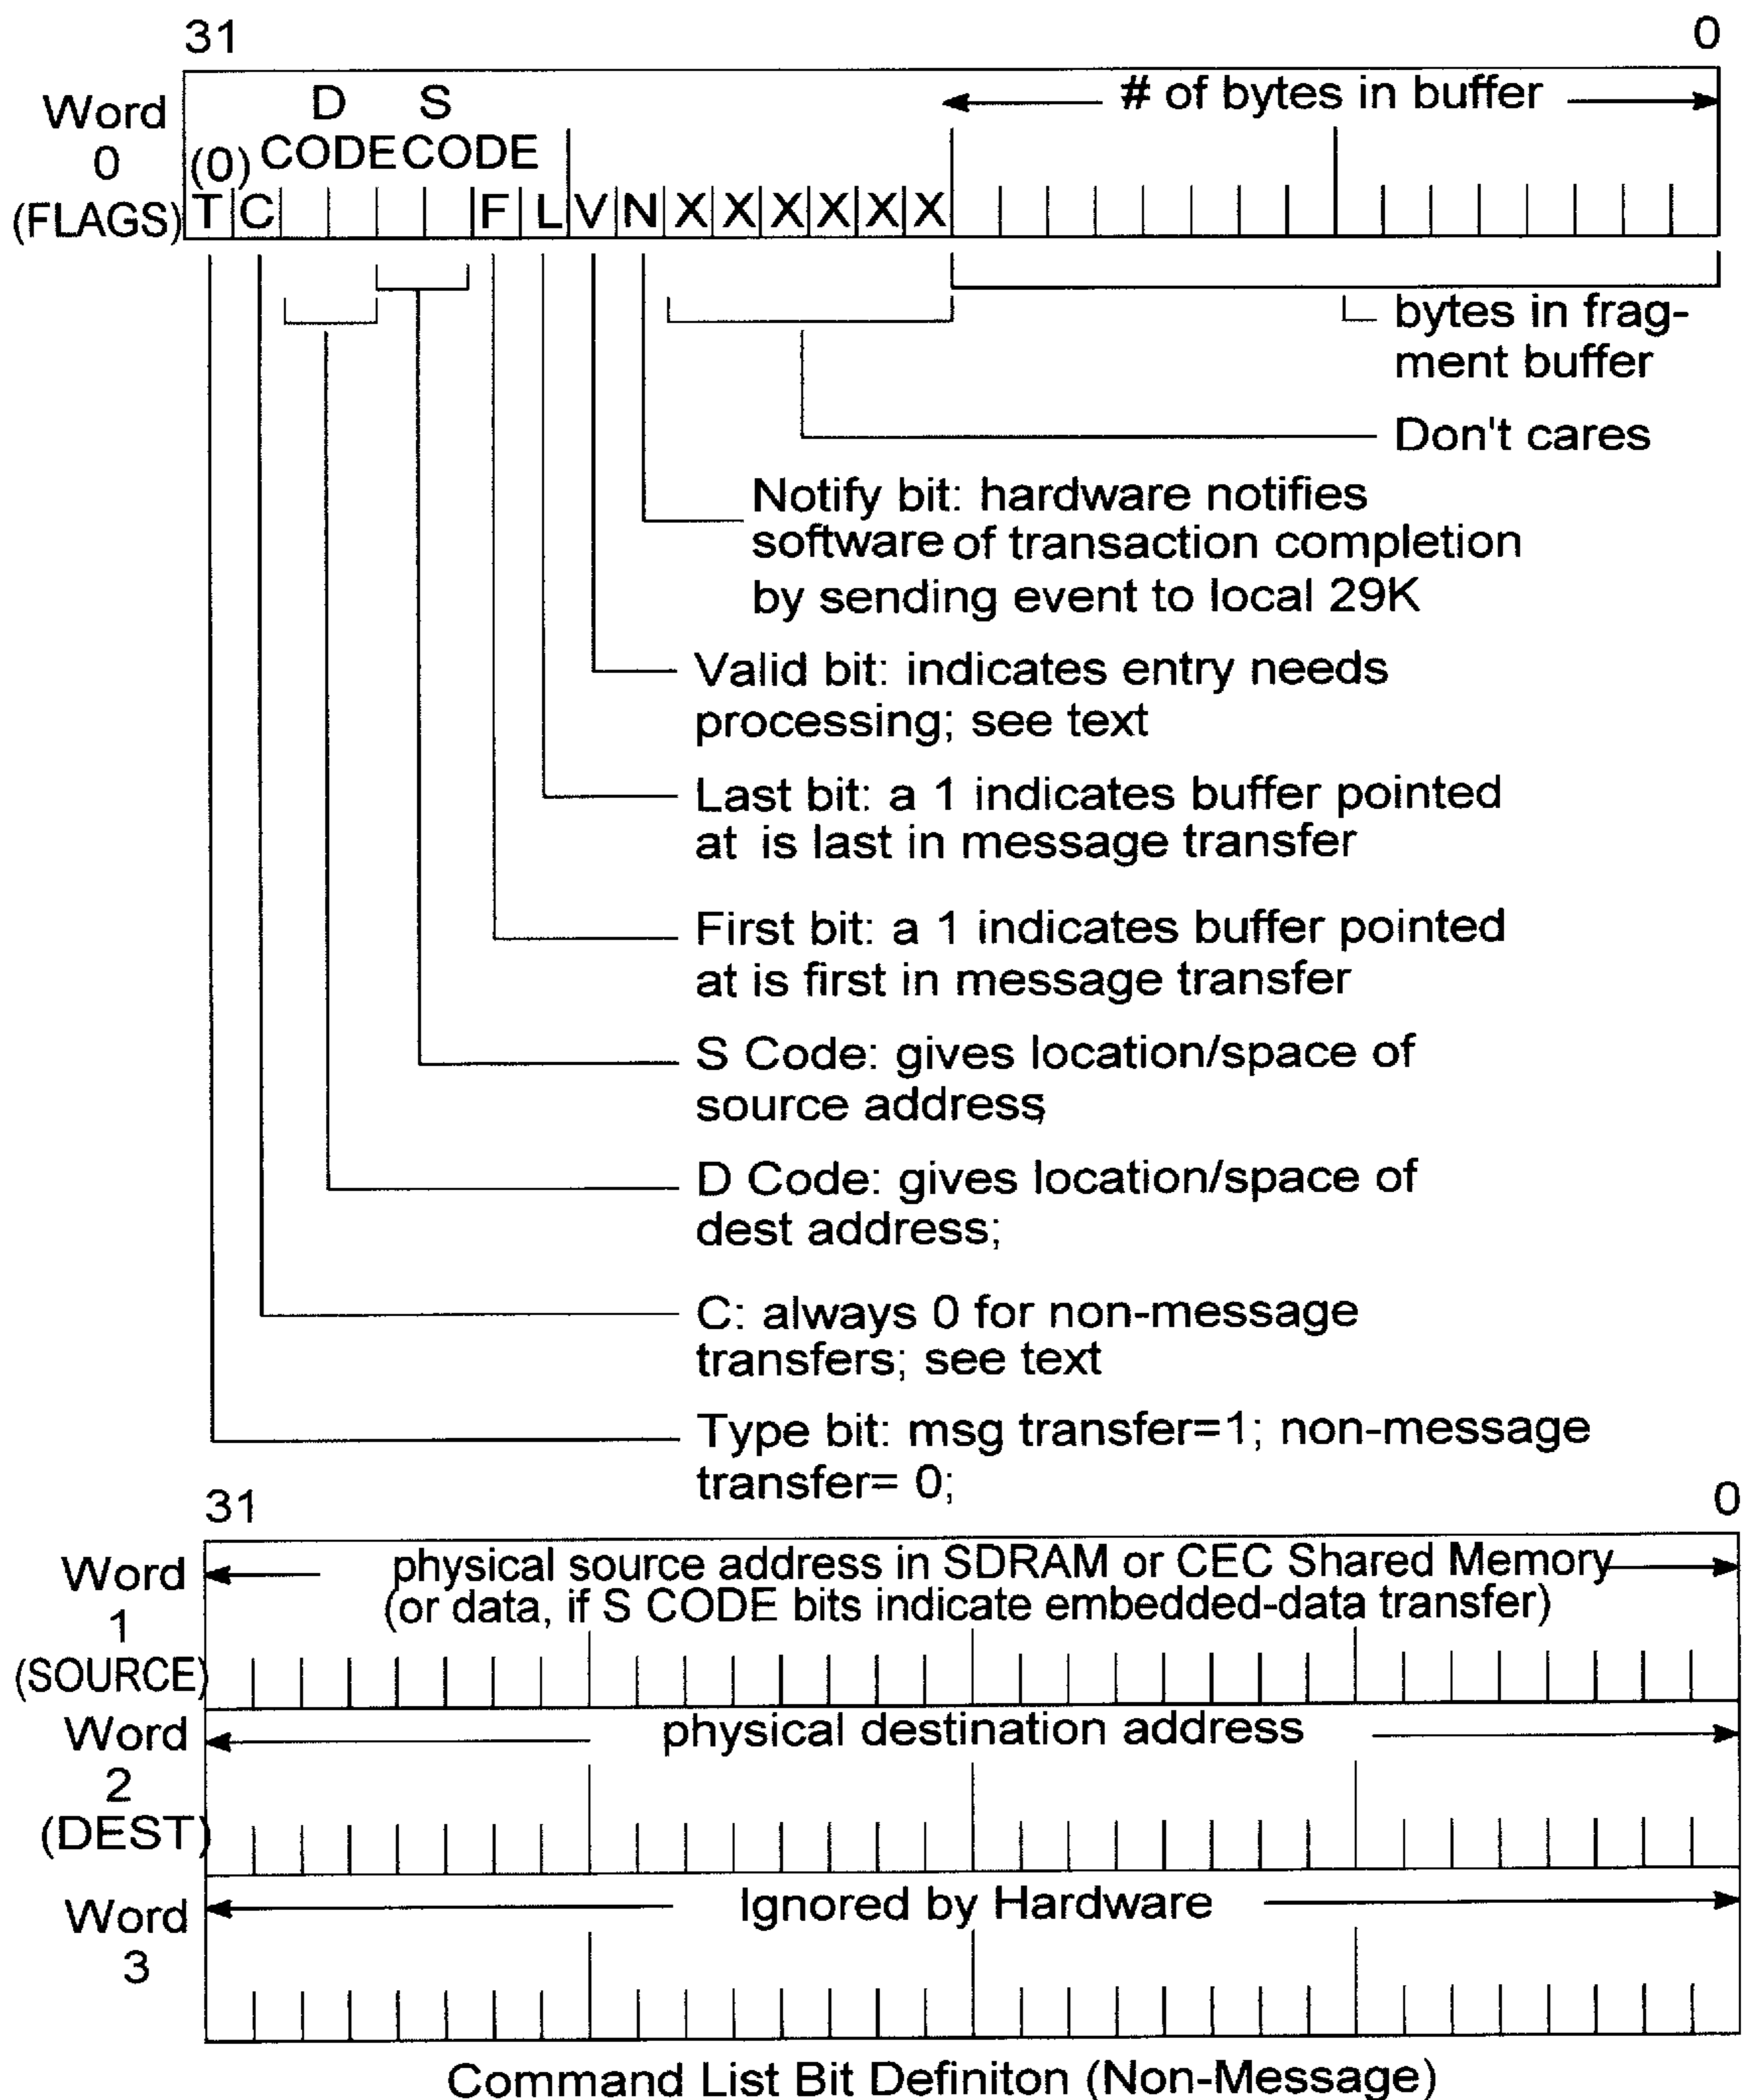 31 0
Word 0 (FLAGS)
D S
# of bytes in buffer
(0) CODE CODE
T C F L V N X X X X X X
bytes in frag-
ment buffer
Don't cares
Notify bit: hardware notifies
software of transaction completion
by sending event to local 29K
Valid bit: indicates entry needs
processing; see text
Last bit: a 1 indicates buffer pointed
at is last in message transfer
First bit: a 1 indicates buffer pointed
at is first in message transfer
S Code: gives location/space of
source address;
D Code: gives location/space of
dest address;
C: always 0 for non-message
transfers; see text
Type bit: msg transfer=1; non-message
transfer= 0;
31 0
Word 1 (SOURCE)
physical source address in SDRAM or CEC Shared Memory
(or data, if S CODE bits indicate embedded-data transfer)
Word 2 (DEST)
physical destination address
Word 3
Ignored by Hardware
Command List Bit Definiton (Non-Message)